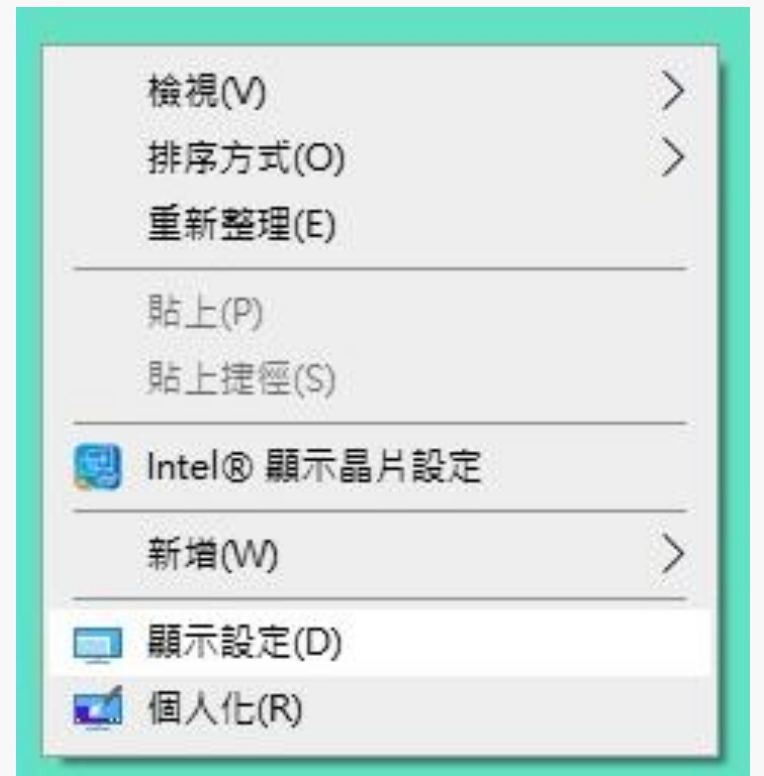 檢視(V)
排序方式(O)
重新整理(E)
貼上(P)
貼上捷徑(S)
Intel® 顯示晶片設定
新增(W)
顯示設定(D)
個人化(R)